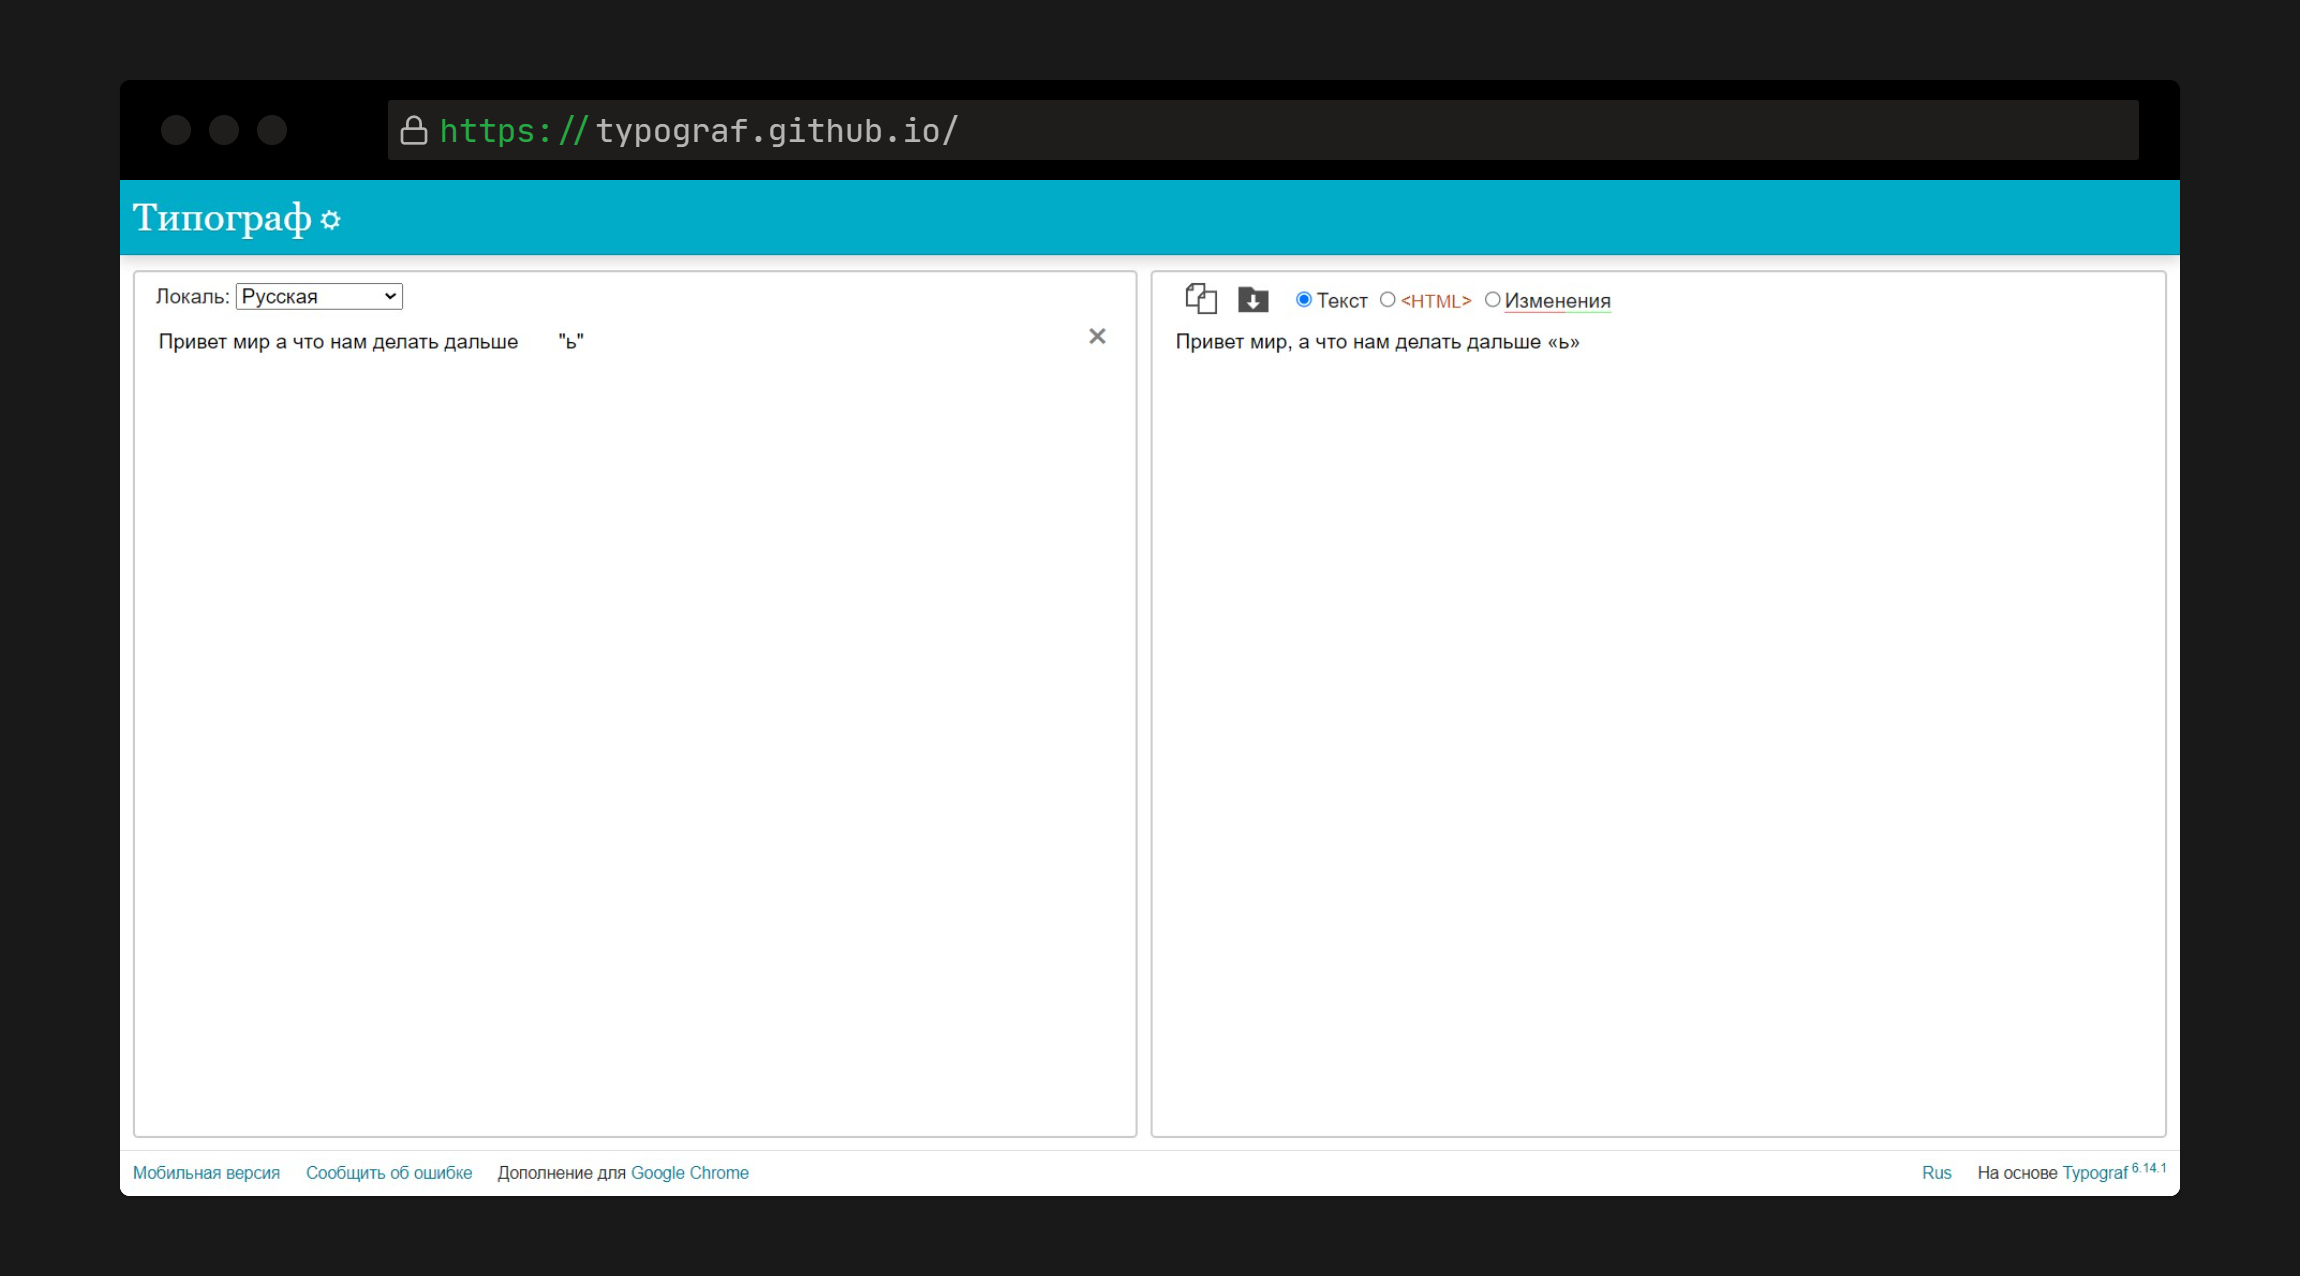 https://typograf.github.io/
Типограф
Локаль: Русская
Привет мир а что нам делать дальше "ь"
Текст <HTML> Изменения
Привет мир, а что нам делать дальше «ь»
Мобильная версия Сообщить об ошибке Дополнение для Google Chrome
Rus На основе Typograf 6.14.1